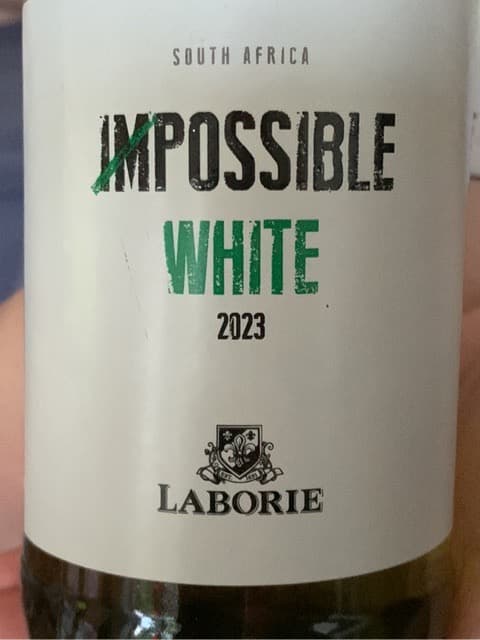 SOUTH AFRICA
IMPOSSIBLE
WHITE
2023
LABORIE